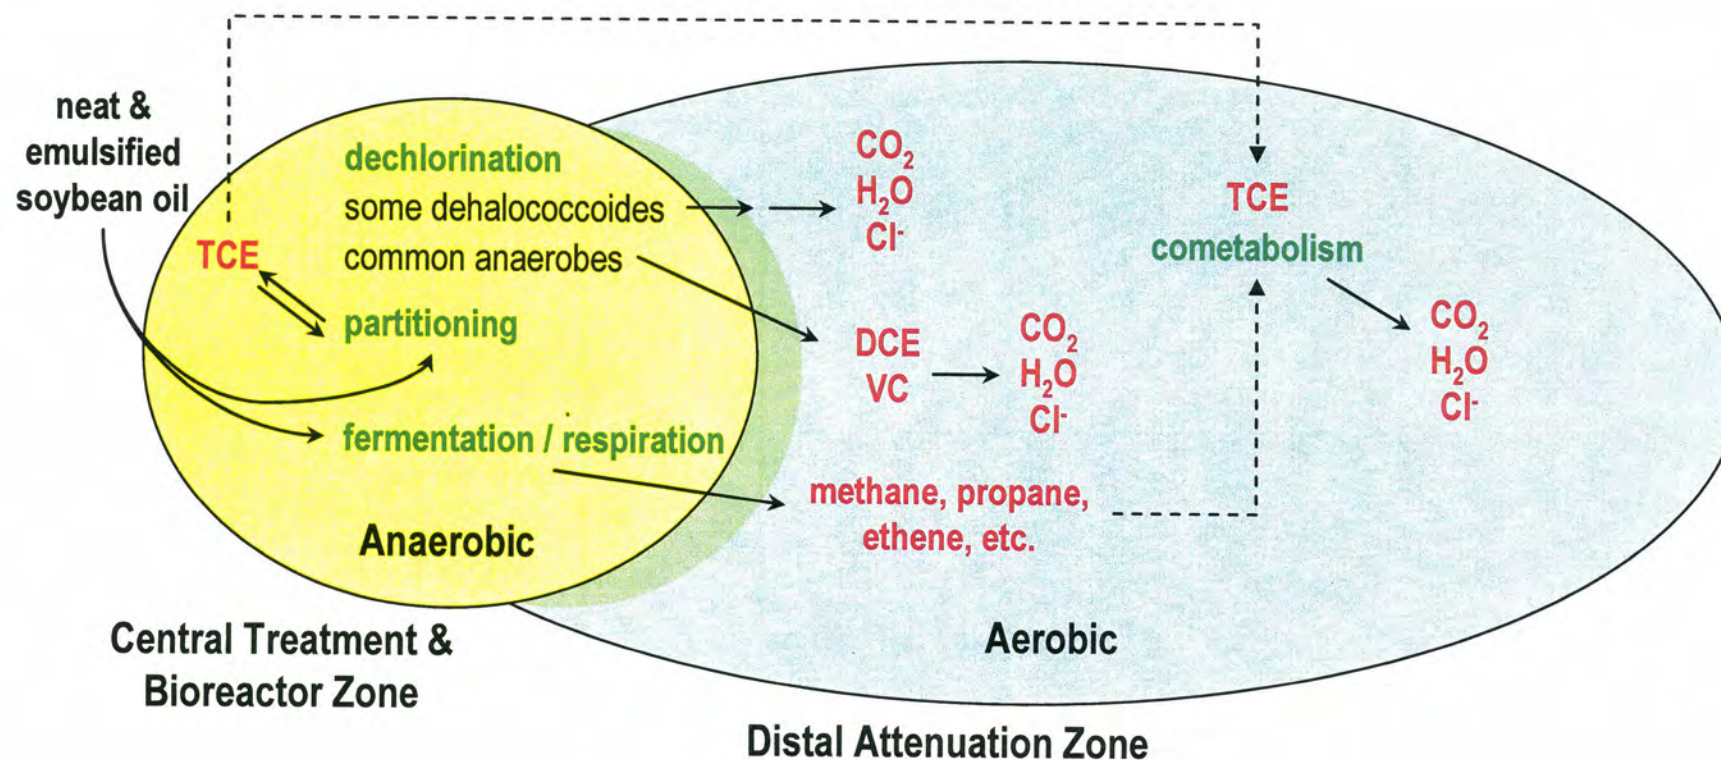 neat &
emulsified
soybean oil
TCE
dechlorination
some dehalococcoides
common anaerobes
partitioning
fermentation / respiration
Anaerobic
Central Treatment &
Bioreactor Zone
CO₂
H₂O
Cl⁻
DCE
VC
CO₂
H₂O
Cl⁻
methane, propane,
ethene, etc.
TCE
cometabolism
CO₂
H₂O
Cl⁻
Aerobic
Distal Attenuation Zone